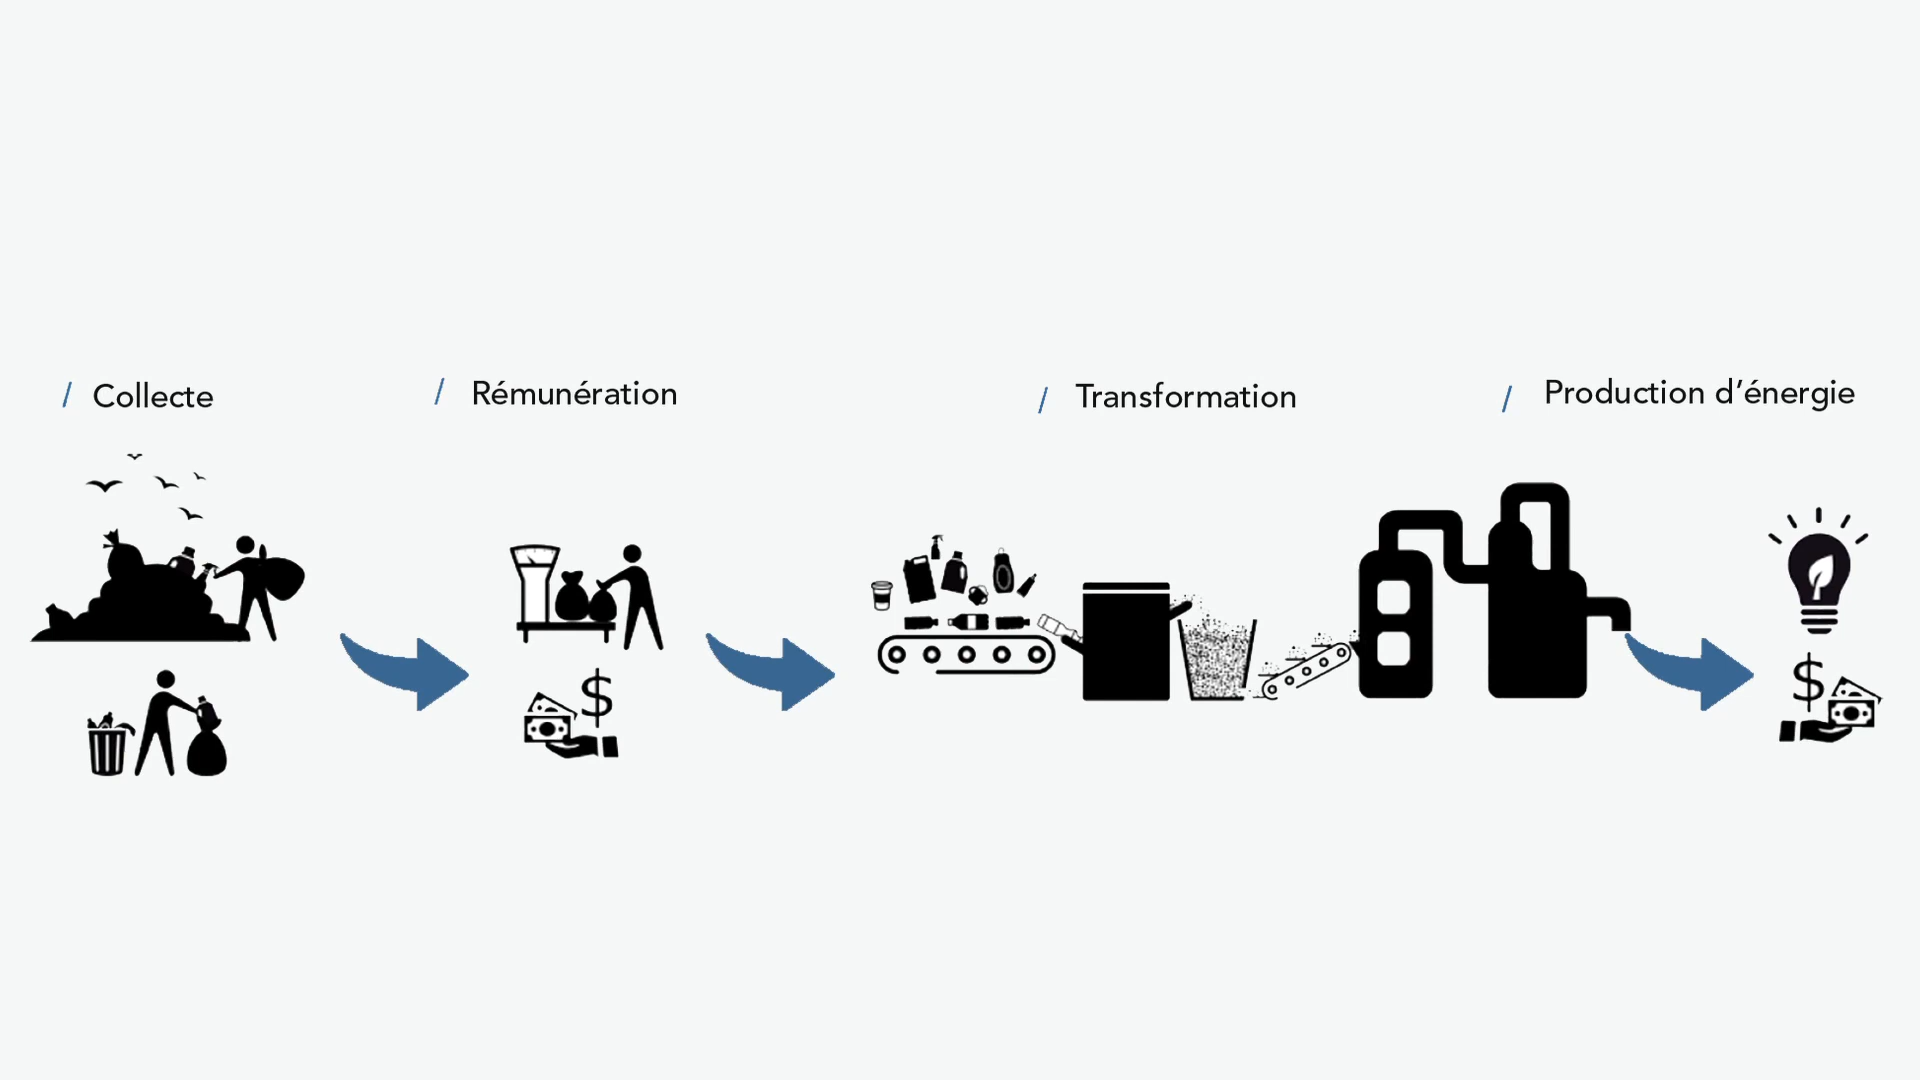 / Collecte
/ Rémunération
/ Transformation
/ Production d’énergie
$
$